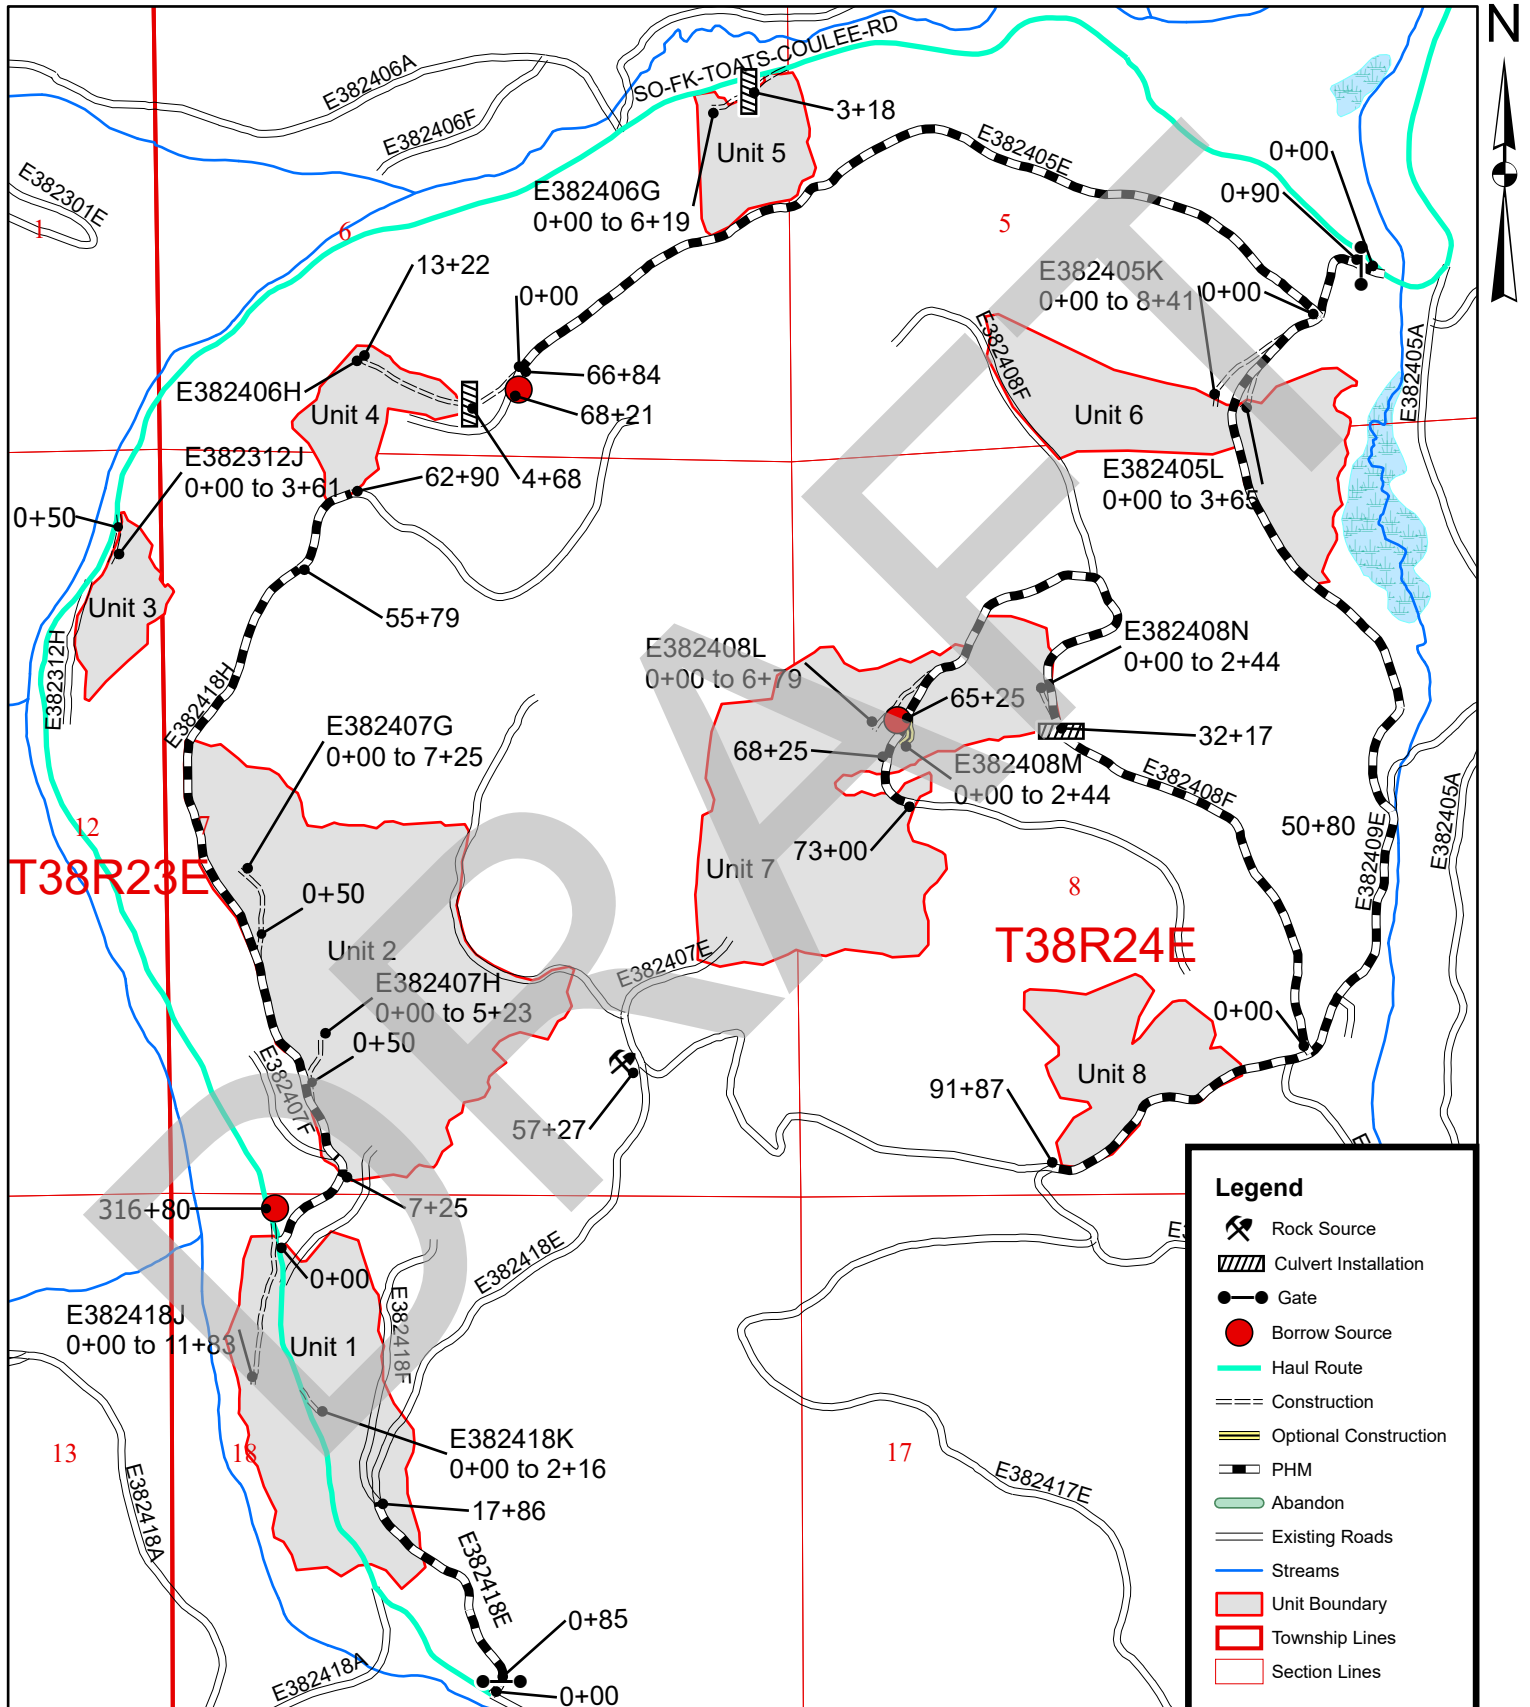 N
E382406A
SO-FK-TOATS-COULEE-RD
E382406F
3+18
Unit 5
E382405E
0+00
0+90
E382301E
E382406G
0+00 to 6+19
1
6
5
13+22
E382405K
0+00 to 8+41
0+00
0+00
E382408F
E382405A
E382406H
66+84
Unit 4
68+21
Unit 6
E382312J
0+00 to 3+61
62+90
4+68
E382405L
0+00 to 3+65
0+50
Unit 3
55+79
E382312H
E382418H
E382408L
0+00 to 6+79
E382408N
0+00 to 2+44
65+25
E382407G
0+00 to 7+25
68+25
32+17
E382408M
0+00 to 2+44
E382408F
12
7
50+80
E382405A
T38R23E
Unit 7
73+00
E382409E
8
0+50
Unit 2
T38R24E
E382407E
E382407H
0+00 to 5+23
0+50
0+00
E382407F
Unit 8
91+87
57+27
316+80
7+25
E382418E
0+00
E382418F
E382418J
0+00 to 11+83
Unit 1
E382418K
0+00 to 2+16
13
18
17
E382418A
E382417E
17+86
E382418E
0+85
E382418A
0+00
DRAFT
Legend
Rock Source
Culvert Installation
Gate
Borrow Source
Haul Route
Construction
Optional Construction
PHM
Abandon
Existing Roads
Streams
Unit Boundary
Township Lines
Section Lines